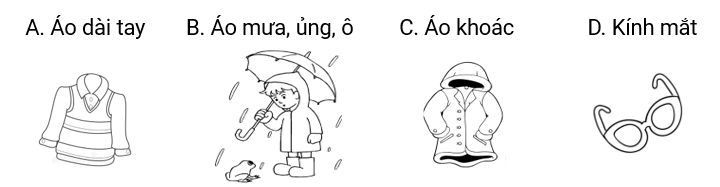 A. Áo dài tay B. Áo mưa, ủng, ô C. Áo khoác D. Kính mắt